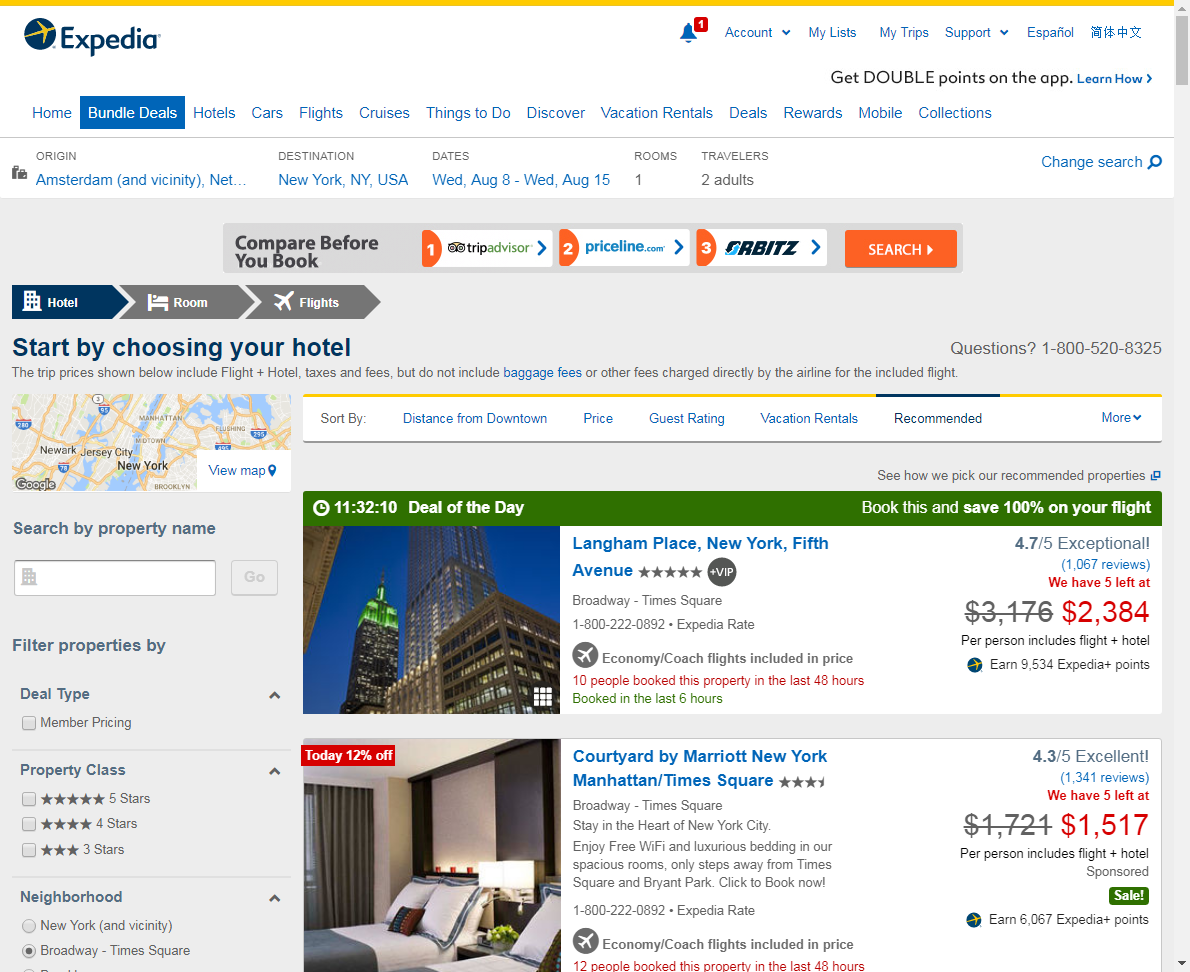 Expedia
1
Account
My Lists
My Trips
Support
Español
简体中文
Get DOUBLE points on the app. Learn How
Home
Bundle Deals
Hotels
Cars
Flights
Cruises
Things to Do
Discover
Vacation Rentals
Deals
Rewards
Mobile
Collections
ORIGIN
Amsterdam (and vicinity), Net...
DESTINATION
New York, NY, USA
DATES
Wed, Aug 8 - Wed, Aug 15
ROOMS
1
TRAVELERS
2 adults
Change search
Compare Before
You Book
1 tripadvisor
2 priceline.com
3 ORBITZ
SEARCH
Hotel
Room
Flights
Start by choosing your hotel
Questions? 1-800-520-8325
The trip prices shown below include Flight + Hotel, taxes and fees, but do not include baggage fees or other fees charged directly by the airline for the included flight.
3
95
280
MANHATTAN
FLUSHING
295
495
MIDTOWN
Newark
Jersey City
78
New York
BROOKLYN
Google
View map
Sort By:
Distance from Downtown
Price
Guest Rating
Vacation Rentals
Recommended
More
See how we pick our recommended properties
Search by property name
Go
Filter properties by
Deal Type
Member Pricing
Property Class
5 Stars
4 Stars
3 Stars
Neighborhood
New York (and vicinity)
Broadway - Times Square
11:32:10 Deal of the Day
Book this and save 100% on your flight
Langham Place, New York, Fifth
Avenue +VIP
Broadway - Times Square
1-800-222-0892 • Expedia Rate
Economy/Coach flights included in price
10 people booked this property in the last 48 hours
Booked in the last 6 hours
4.7/5 Exceptional!
(1,067 reviews)
We have 5 left at
$3,176 $2,384
Per person includes flight + hotel
Earn 9,534 Expedia+ points
Today 12% off
Courtyard by Marriott New York
Manhattan/Times Square
Broadway - Times Square
Stay in the Heart of New York City.
Enjoy Free WiFi and luxurious bedding in our
spacious rooms, only steps away from Times
Square and Bryant Park. Click to Book now!
1-800-222-0892 • Expedia Rate
Economy/Coach flights included in price
12 people booked this property in the last 48 hours
4.3/5 Excellent!
(1,341 reviews)
We have 5 left at
$1,721 $1,517
Per person includes flight + hotel
Sponsored
Sale!
Earn 6,067 Expedia+ points